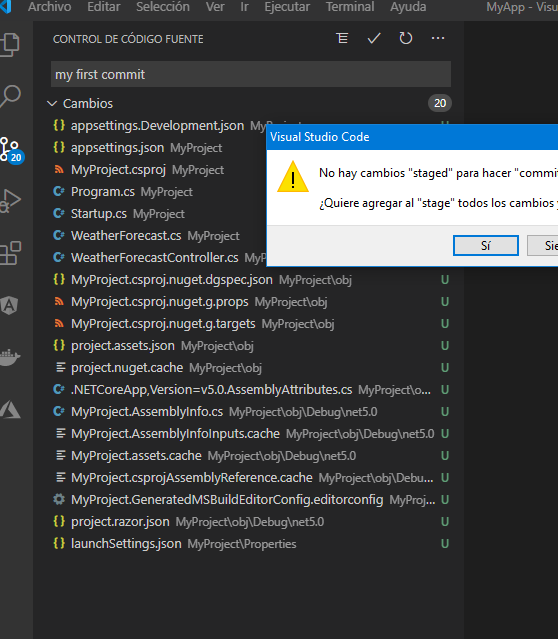 Archivo Editar Selección Ver Ir Ejecutar Terminal Ayuda MyApp - Visu
CONTROL DE CÓDIGO FUENTE
my first commit
Cambios 20
appsettings.Development.json
appsettings.json MyProject
MyProject.csproj MyProject
Program.cs MyProject
Startup.cs MyProject
WeatherForecast.cs MyProject
WeatherForecastController.cs
MyProject.csproj.nuget.dgspec.json MyProject\obj U
MyProject.csproj.nuget.g.props MyProject\obj U
MyProject.csproj.nuget.g.targets MyProject\obj U
project.assets.json MyProject\obj U
project.nuget.cache MyProject\obj U
.NETCoreApp,Version=v5.0.AssemblyAttributes.cs MyProject\o... U
MyProject.AssemblyInfo.cs MyProject\obj\Debug\net5.0 U
MyProject.AssemblyInfoInputs.cache MyProject\obj\Debug\net5.0 U
MyProject.assets.cache MyProject\obj\Debug\net5.0 U
MyProject.csprojAssemblyReference.cache MyProject\obj\Debu... U
MyProject.GeneratedMSBuildEditorConfig.editorconfig MyProj... U
project.razor.json MyProject\obj\Debug\net5.0 U
launchSettings.json MyProject\Properties U
20
Visual Studio Code
No hay cambios "staged" para hacer "commit
¿Quiere agregar al "stage" todos los cambios y
Sí Sie